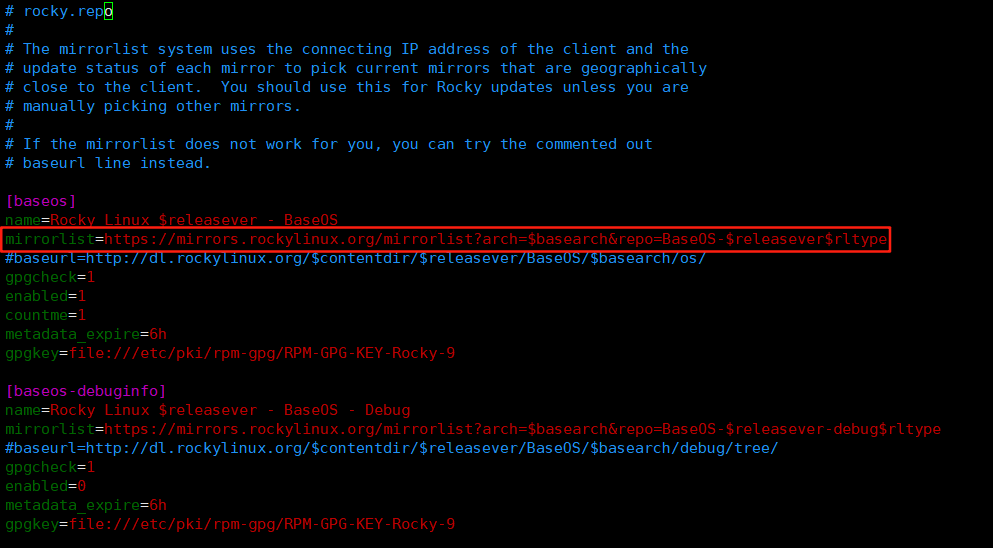 # rocky.repo
#
# The mirrorlist system uses the connecting IP address of the client and the
# update status of each mirror to pick current mirrors that are geographically
# close to the client.  You should use this for Rocky updates unless you are
# manually picking other mirrors.
#
# If the mirrorlist does not work for you, you can try the commented out
# baseurl line instead.

[baseos]
name=Rocky Linux $releasever - BaseOS
mirrorlist=https://mirrors.rockylinux.org/mirrorlist?arch=$basearch&repo=BaseOS-$releasever$rltype
#baseurl=http://dl.rockylinux.org/$contentdir/$releasever/BaseOS/$basearch/os/
gpgcheck=1
enabled=1
countme=1
metadata_expire=6h
gpgkey=file:///etc/pki/rpm-gpg/RPM-GPG-KEY-Rocky-9

[baseos-debuginfo]
name=Rocky Linux $releasever - BaseOS - Debug
mirrorlist=https://mirrors.rockylinux.org/mirrorlist?arch=$basearch&repo=BaseOS-$releasever-debug$rltype
#baseurl=http://dl.rockylinux.org/$contentdir/$releasever/BaseOS/$basearch/debug/tree/
gpgcheck=1
enabled=0
metadata_expire=6h
gpgkey=file:///etc/pki/rpm-gpg/RPM-GPG-KEY-Rocky-9